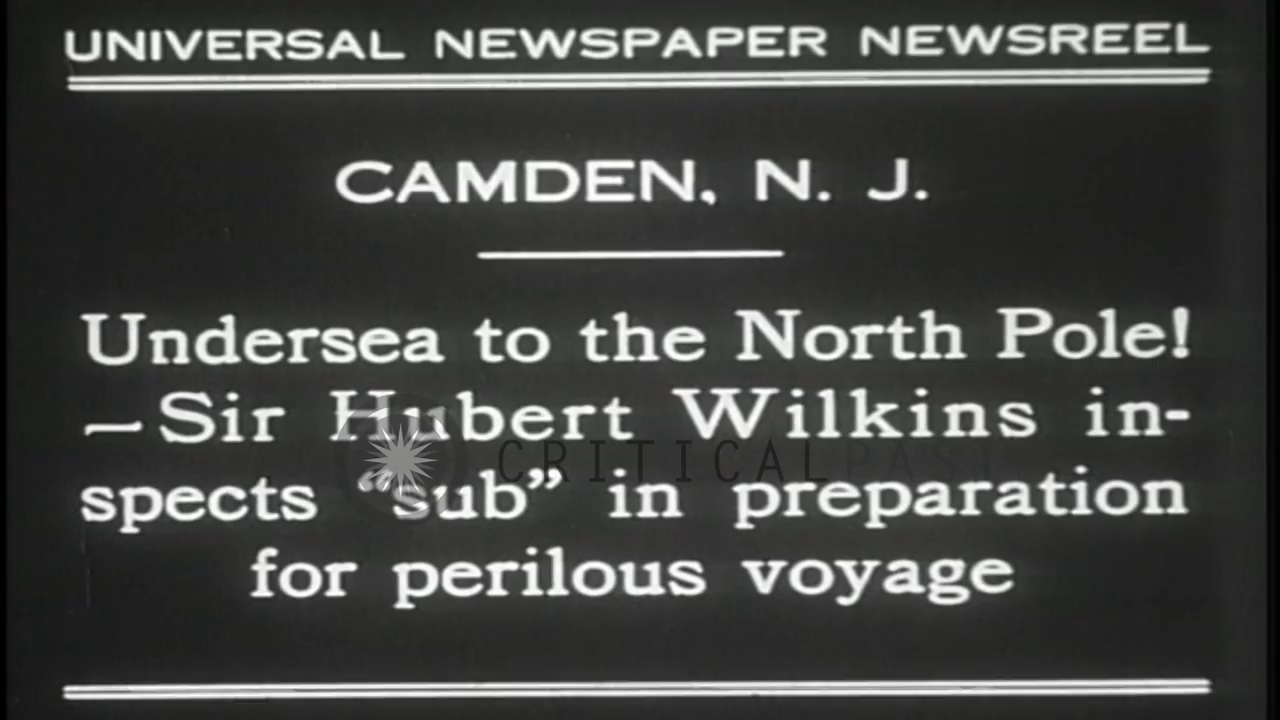 UNIVERSAL NEWSPAPER NEWSREEL
CAMDEN, N. J.
Undersea to the North Pole!
—Sir Hubert Wilkins in-
spects “sub” in preparation
for perilous voyage
CRITICALPAST